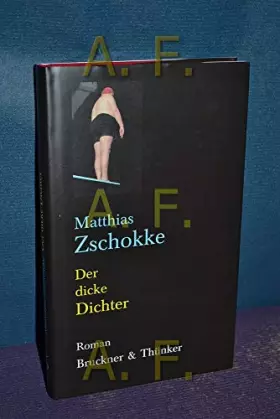 A. F.
A. F.
Matthias
Zschokke
A. F.
Der
dicke
Dichter
A. F.
Roman
Bruckner & Thünker
A. F.